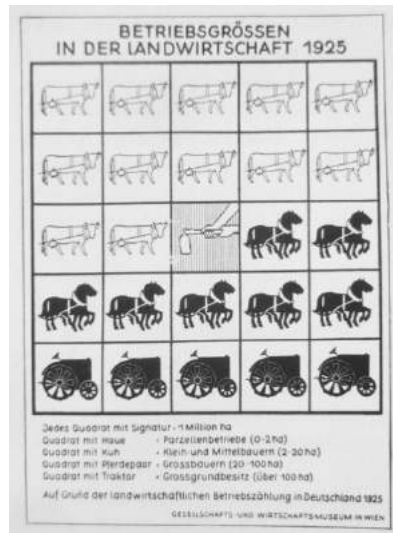 BETRIEBSGRÖSSEN
IN DER LANDWIRTSCHAFT 1925
Jedes Quadrat mit Signatur - 1 Million ha
Quadrat mit Haue - Parzellenbetriebe (0-2ha)
Quadrat mit Kuh - Klein und Mittelbauern (2-20ha)
Quadrat mit Pferdepaar - Grossbauern (20-100ha)
Quadrat mit Traktor - Grossgrundbesitz (über 100ha)
Auf Grund der landwirtschaftlichen Betriebszählung in Deutschland 1925
GESELLSCHAFTS- UND WIRTSCHAFTSMUSEUM IN WIEN